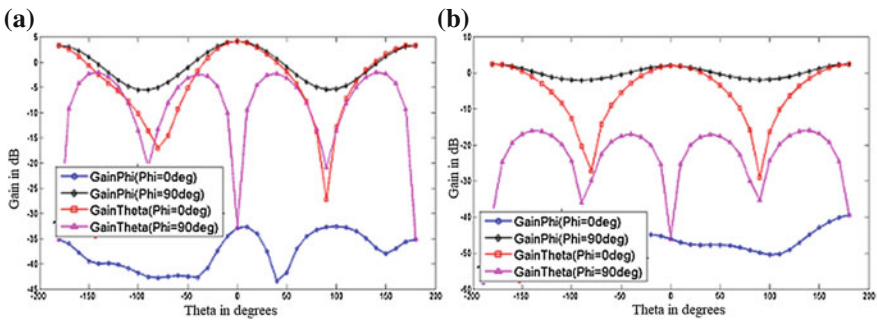 (a)
5
0
-5
-10
-15
-20
-25
-30
-35
-40
-45
Gain in dB
GainPhi(Phi=0deg)
GainPhi(Phi=90deg)
GainTheta(Phi=0deg)
GainTheta(Phi=90deg)
-200
-150
-100
-50
0
50
100
150
200
Theta in degrees
(b)
10
0
-10
-20
-30
-40
-50
-60
Gain in dB
GainPhi(Phi=0deg)
GainPhi(Phi=90deg)
GainTheta(Phi=0deg)
GainTheta(Phi=90deg)
-200
-150
-100
-50
0
50
100
150
200
Theta in degrees